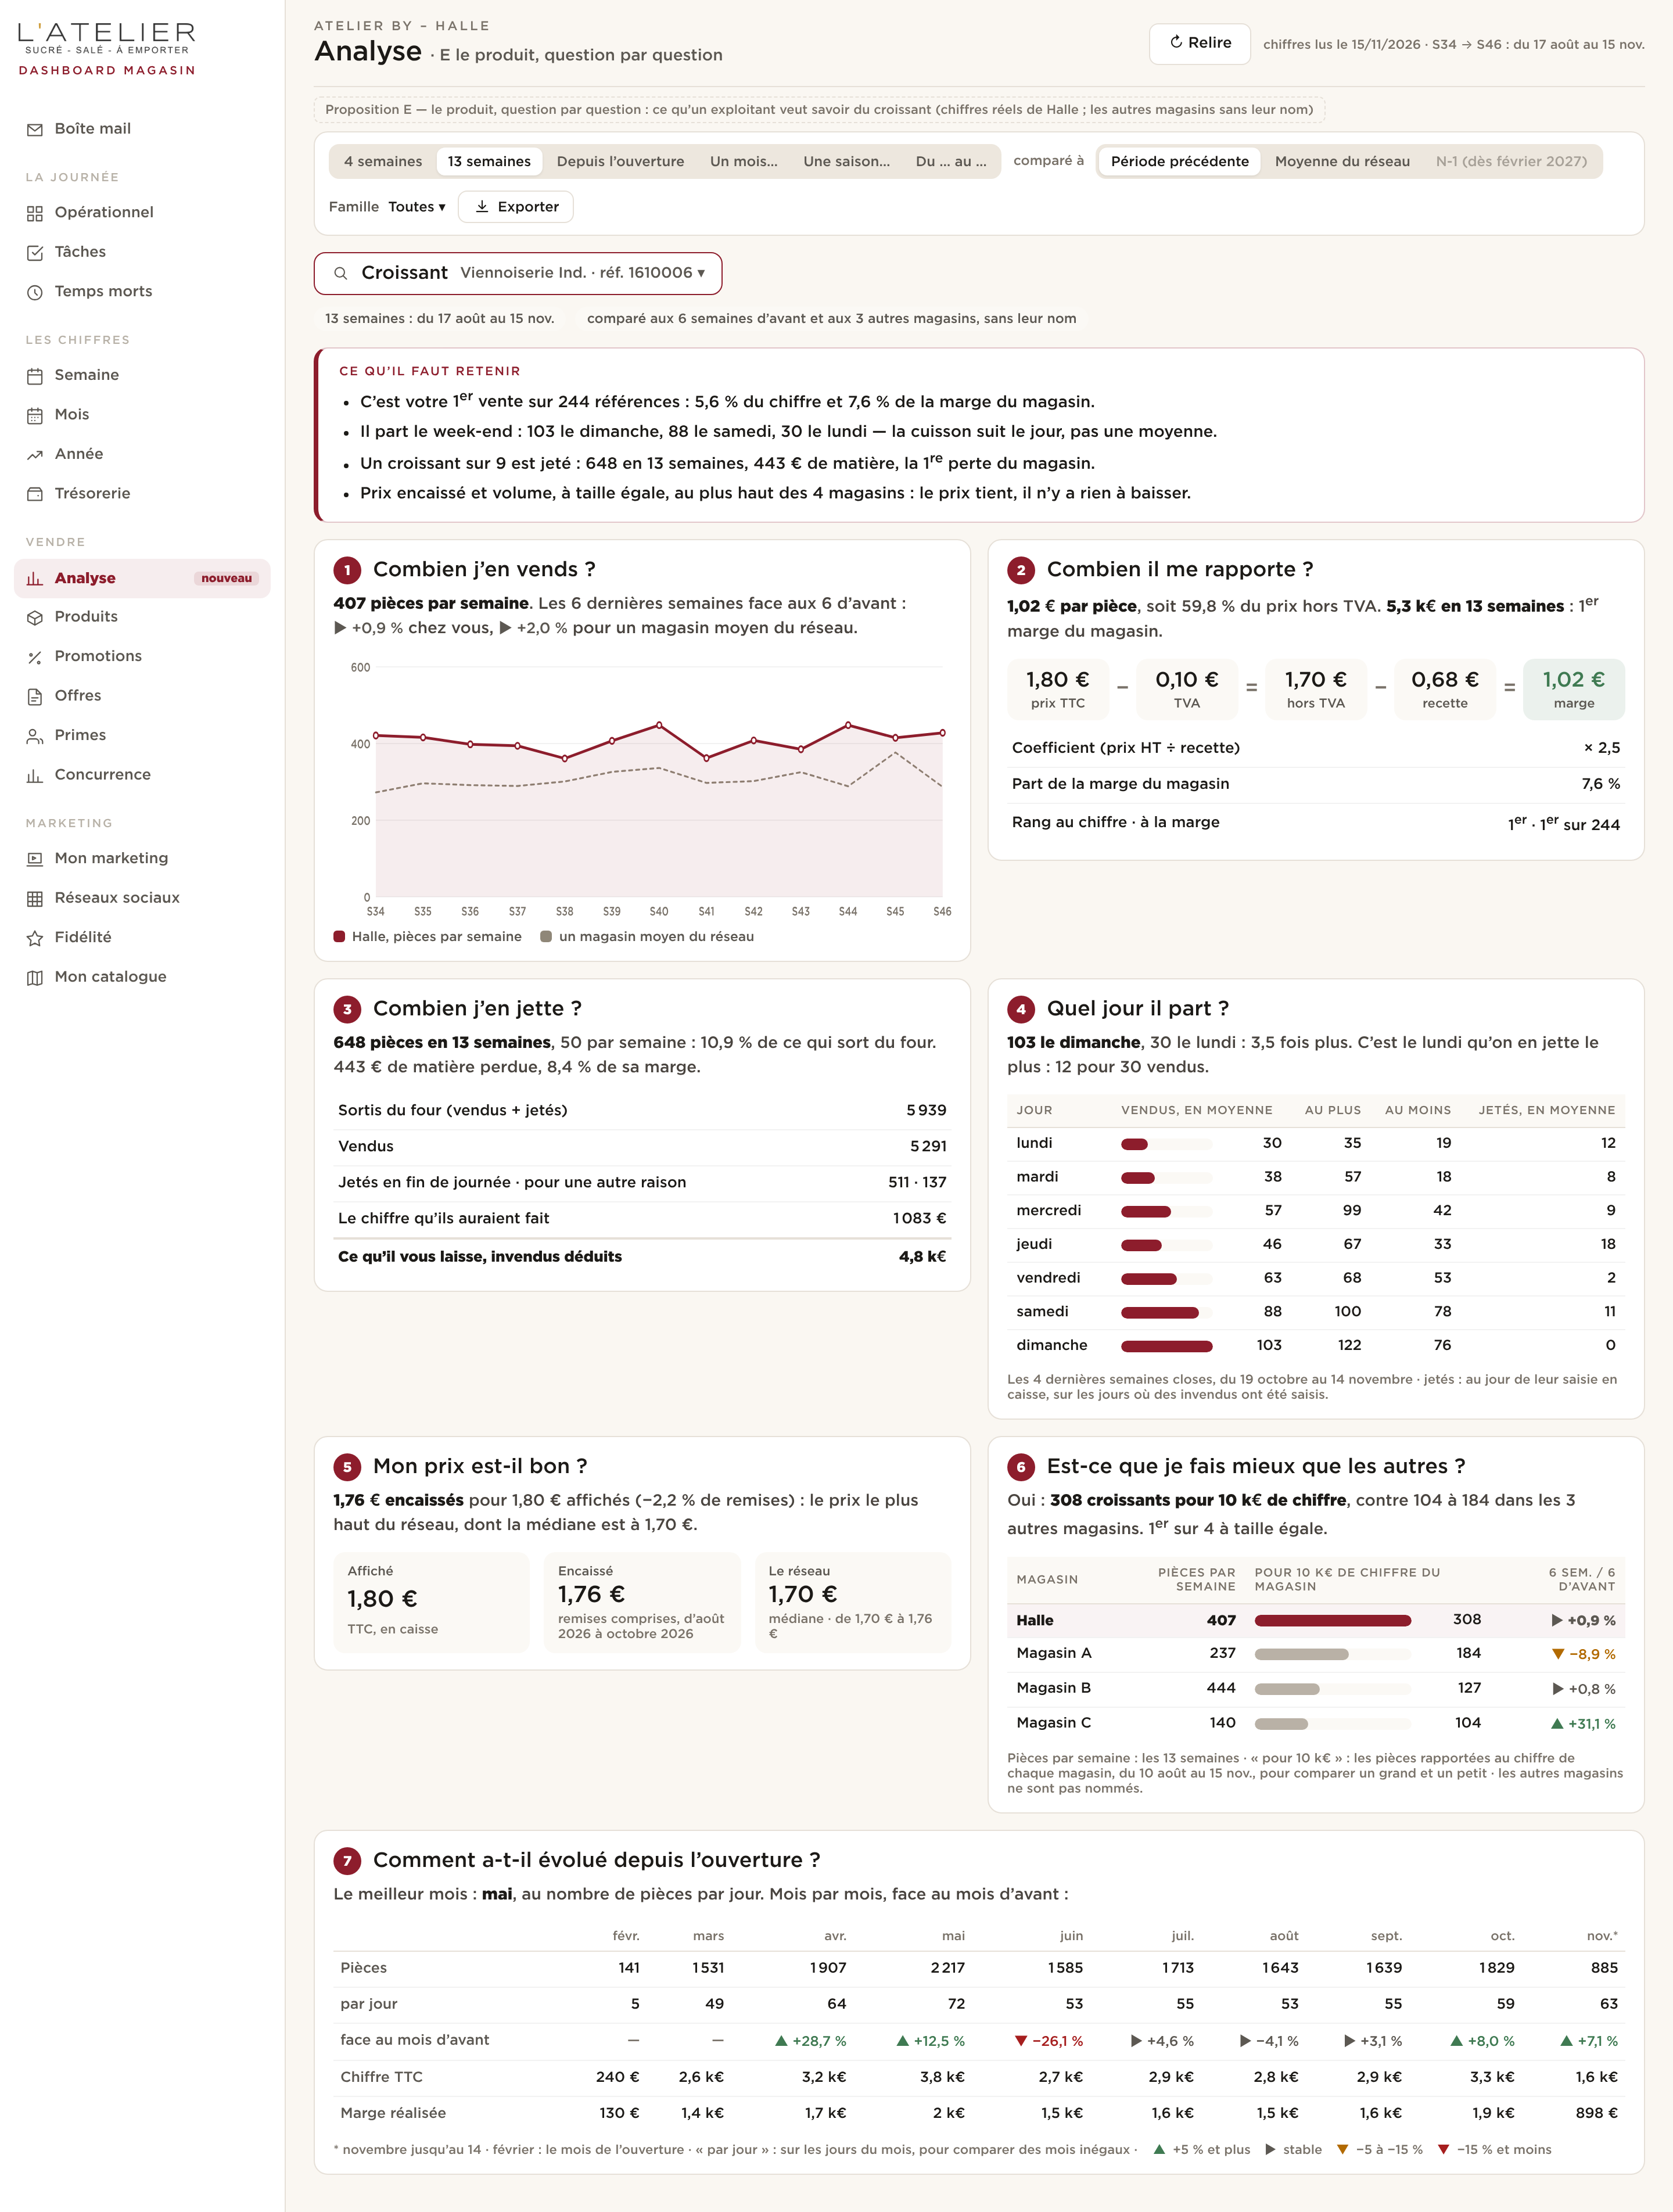 L'ATELIER
SUCRÉ - SALÉ - À EMPORTER
DASHBOARD MAGASIN
Boîte mail
LA JOURNÉE
Opérationnel
Tâches
Temps morts
LES CHIFFRES
Semaine
Mois
Année
Trésorerie
VENDRE
Analyse nouveau
Produits
Promotions
Offres
Primes
Concurrence
MARKETING
Mon marketing
Réseaux sociaux
Fidélité
Mon catalogue
ATELIER BY – HALLE
Analyse · E le produit, question par question
Relire
chiffres lus le 15/11/2026 · S34 → S46 : du 17 août au 15 nov.
Proposition E — le produit, question par question : ce qu’un exploitant veut savoir du croissant (chiffres réels de Halle ; les autres magasins sans leur nom)
4 semaines 13 semaines Depuis l’ouverture Un mois… Une saison… Du … au … comparé à Période précédente Moyenne du réseau N-1 (dès février 2027)
Famille Toutes ▾ Exporter
Croissant Viennoiserie Ind. · réf. 1610006 ▾
13 semaines : du 17 août au 15 nov. comparé aux 6 semaines d’avant et aux 3 autres magasins, sans leur nom
CE QU’IL FAUT RETENIR
• C’est votre 1er vente sur 244 références : 5,6 % du chiffre et 7,6 % de la marge du magasin.
• Il part le week-end : 103 le dimanche, 88 le samedi, 30 le lundi — la cuisson suit le jour, pas une moyenne.
• Un croissant sur 9 est jeté : 648 en 13 semaines, 443 € de matière, la 1re perte du magasin.
• Prix encaissé et volume, à taille égale, au plus haut des 4 magasins : le prix tient, il n’y a rien à baisser.
1 Combien j’en vends ?
407 pièces par semaine. Les 6 dernières semaines face aux 6 d’avant :
▶ +0,9 % chez vous, ▶ +2,0 % pour un magasin moyen du réseau.
600
400
200
0
S34 S35 S36 S37 S38 S39 S40 S41 S42 S43 S44 S45 S46
Halle, pièces par semaine un magasin moyen du réseau
2 Combien il me rapporte ?
1,02 € par pièce, soit 59,8 % du prix hors TVA. 5,3 k€ en 13 semaines : 1er
marge du magasin.
1,80 € − 0,10 € = 1,70 € − 0,68 € = 1,02 €
prix TTC TVA hors TVA recette marge
Coefficient (prix HT ÷ recette) × 2,5
Part de la marge du magasin 7,6 %
Rang au chiffre · à la marge 1er · 1er sur 244
3 Combien j’en jette ?
648 pièces en 13 semaines, 50 par semaine : 10,9 % de ce qui sort du four.
443 € de matière perdue, 8,4 % de sa marge.
Sortis du four (vendus + jetés) 5 939
Vendus 5 291
Jetés en fin de journée · pour une autre raison 511 · 137
Le chiffre qu’ils auraient fait 1 083 €
Ce qu’il vous laisse, invendus déduits 4,8 k€
4 Quel jour il part ?
103 le dimanche, 30 le lundi : 3,5 fois plus. C’est le lundi qu’on en jette le
plus : 12 pour 30 vendus.
JOUR VENDUS, EN MOYENNE AU PLUS AU MOINS JETÉS, EN MOYENNE
lundi 30 35 19 12
mardi 38 57 18 8
mercredi 57 99 42 9
jeudi 46 67 33 18
vendredi 63 68 53 2
samedi 88 100 78 11
dimanche 103 122 76 0
Les 4 dernières semaines closes, du 19 octobre au 14 novembre · jetés : au jour de leur saisie en
caisse, sur les jours où des invendus ont été saisis.
5 Mon prix est-il bon ?
1,76 € encaissés pour 1,80 € affichés (−2,2 % de remises) : le prix le plus
haut du réseau, dont la médiane est à 1,70 €.
Affiché
1,80 €
TTC, en caisse
Encaissé
1,76 €
remises comprises, d’août
2026 à octobre 2026
Le réseau
1,70 €
médiane · de 1,70 € à 1,76
€
6 Est-ce que je fais mieux que les autres ?
Oui : 308 croissants pour 10 k€ de chiffre, contre 104 à 184 dans les 3
autres magasins. 1er sur 4 à taille égale.
MAGASIN PIÈCES PAR SEMAINE POUR 10 K€ DE CHIFFRE DU MAGASIN 6 SEM. / 6 D’AVANT
Halle 407 308 ▶ +0,9 %
Magasin A 237 184 ▼ −8,9 %
Magasin B 444 127 ▶ +0,8 %
Magasin C 140 104 ▲ +31,1 %
Pièces par semaine : les 13 semaines · « pour 10 k€ » : les pièces rapportées au chiffre de
chaque magasin, du 10 août au 15 nov., pour comparer un grand et un petit · les autres magasins
ne sont pas nommés.
7 Comment a-t-il évolué depuis l’ouverture ?
Le meilleur mois : mai, au nombre de pièces par jour. Mois par mois, face au mois d’avant :
févr. mars avr. mai juin juil. août sept. oct. nov.*
Pièces 141 1 531 1 907 2 217 1 585 1 713 1 643 1 639 1 829 885
par jour 5 49 64 72 53 55 53 55 59 63
face au mois d’avant — — ▲ +28,7 % ▲ +12,5 % ▼ −26,1 % ▶ +4,6 % ▶ −4,1 % ▶ +3,1 % ▲ +8,0 % ▲ +7,1 %
Chiffre TTC 240 € 2,6 k€ 3,2 k€ 3,8 k€ 2,7 k€ 2,9 k€ 2,8 k€ 2,9 k€ 3,3 k€ 1,6 k€
Marge réalisée 130 € 1,4 k€ 1,7 k€ 2 k€ 1,5 k€ 1,6 k€ 1,5 k€ 1,6 k€ 1,9 k€ 898 €
* novembre jusqu’au 14 · février : le mois de l’ouverture · « par jour » : sur les jours du mois, pour comparer des mois inégaux · ▲ +5 % et plus ▶ stable ▼ −5 à −15 % ▼ −15 % et moins